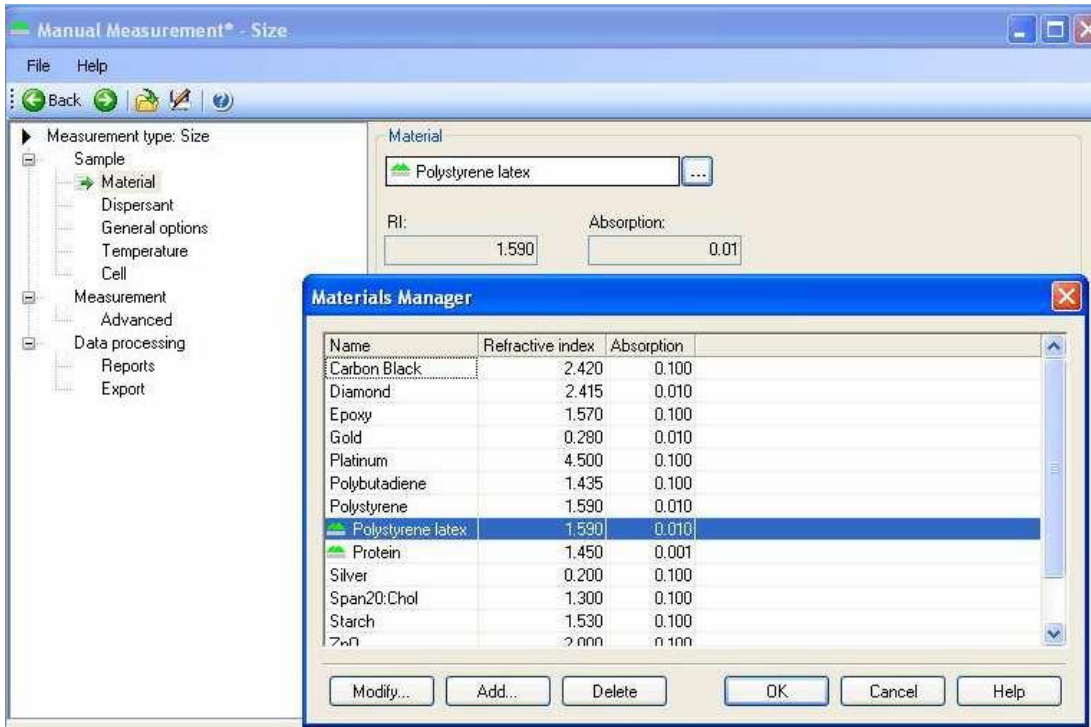 Manual Measurement* - Size
File Help
Back
Measurement type: Size
Sample
Material
Dispersant
General options
Temperature
Cell
Measurement
Advanced
Data processing
Reports
Export
Material
Polystyrene latex ...
RI: Absorption:
1.590 0.01
Materials Manager
Name Refractive index Absorption
Carbon Black 2.420 0.100
Diamond 2.415 0.010
Epoxy 1.570 0.100
Gold 0.280 0.010
Platinum 4.500 0.100
Polybutadiene 1.435 0.100
Polystyrene 1.590 0.010
Polystyrene latex 1.590 0.010
Protein 1.450 0.001
Silver 0.200 0.100
Span20:Chol 1.300 0.100
Starch 1.530 0.100
ZnO 2.000 0.100
Modify... Add... Delete OK Cancel Help